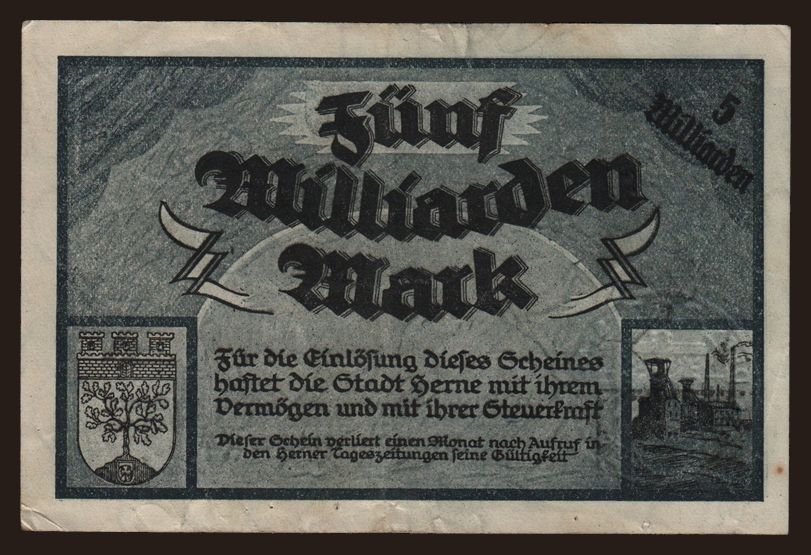 Fünf
Milliarden
Mark
5
Milliarden
Für die Einlösung dieses Scheines
haftet die Stadt Herne mit ihrem
Vermögen und mit ihrer Steuerkraft
Dieser Schein verliert einen Monat nach Aufruf in
den Herner Tageszeitungen seine Gültigkeit